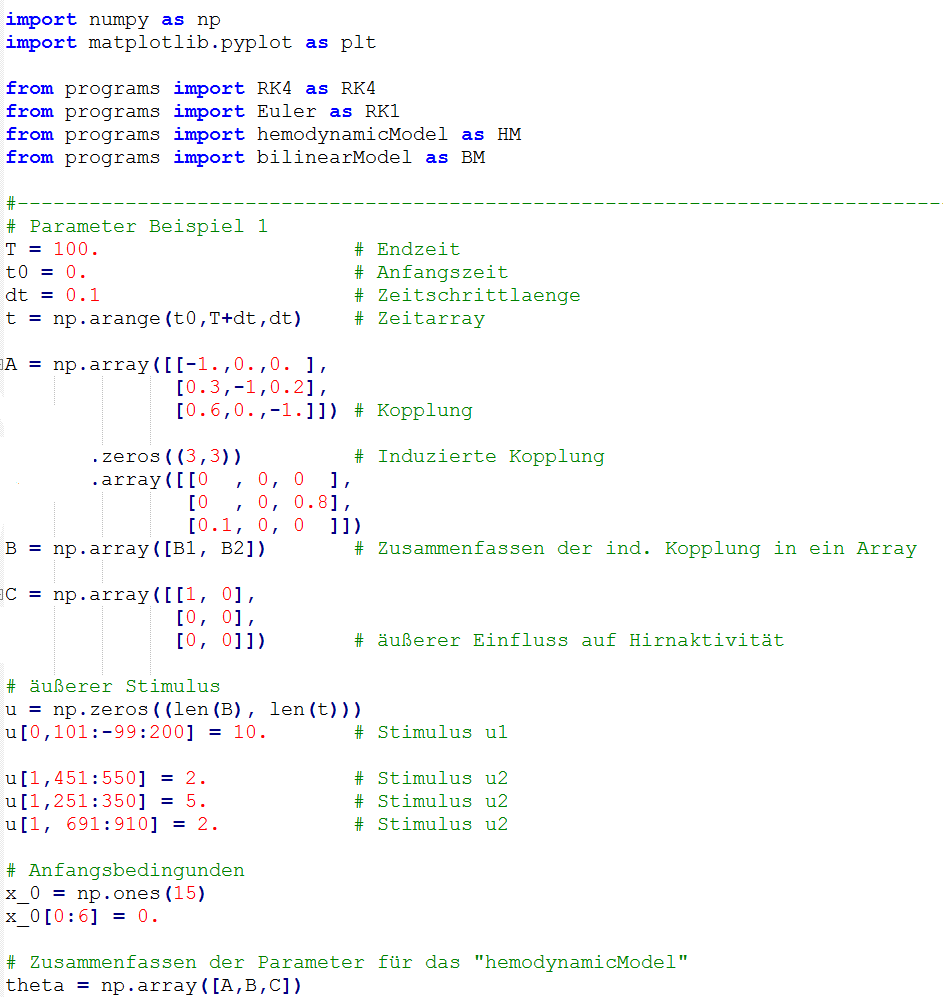 import numpy as np
import matplotlib.pyplot as plt
from programs import RK4 as RK4
from programs import Euler as RK1
from programs import hemodynamicModel as HM
from programs import bilinearModel as BM
#------------------------------------------------------------------------------
# Parameter Beispiel 1
T = 100. # Endzeit
t0 = 0. # Anfangszeit
dt = 0.1 # Zeitschrittlaenge
t = np.arange(t0,T+dt,dt) # Zeitarray
A = np.array([[-1.,0.,0. ],
[0.3,-1,0.2],
[0.6,0.,-1.]]) # Kopplung
.zeros((3,3)) # Induzierte Kopplung
.array([[0 , 0, 0 ],
[0 , 0, 0.8],
[0.1, 0, 0 ]])
B = np.array([B1, B2]) # Zusammenfassen der ind. Kopplung in ein Array
C = np.array([[1, 0],
[0, 0],
[0, 0]]) # äußerer Einfluss auf Hirnaktivität
# äußerer Stimulus
u = np.zeros((len(B), len(t)))
u[0,101:-99:200] = 10. # Stimulus u1
u[1,451:550] = 2. # Stimulus u2
u[1,251:350] = 5. # Stimulus u2
u[1, 691:910] = 2. # Stimulus u2
# Anfangsbedingunden
x_0 = np.ones(15)
x_0[0:6] = 0.
# Zusammenfassen der Parameter für das "hemodynamicModel"
theta = np.array([A,B,C])